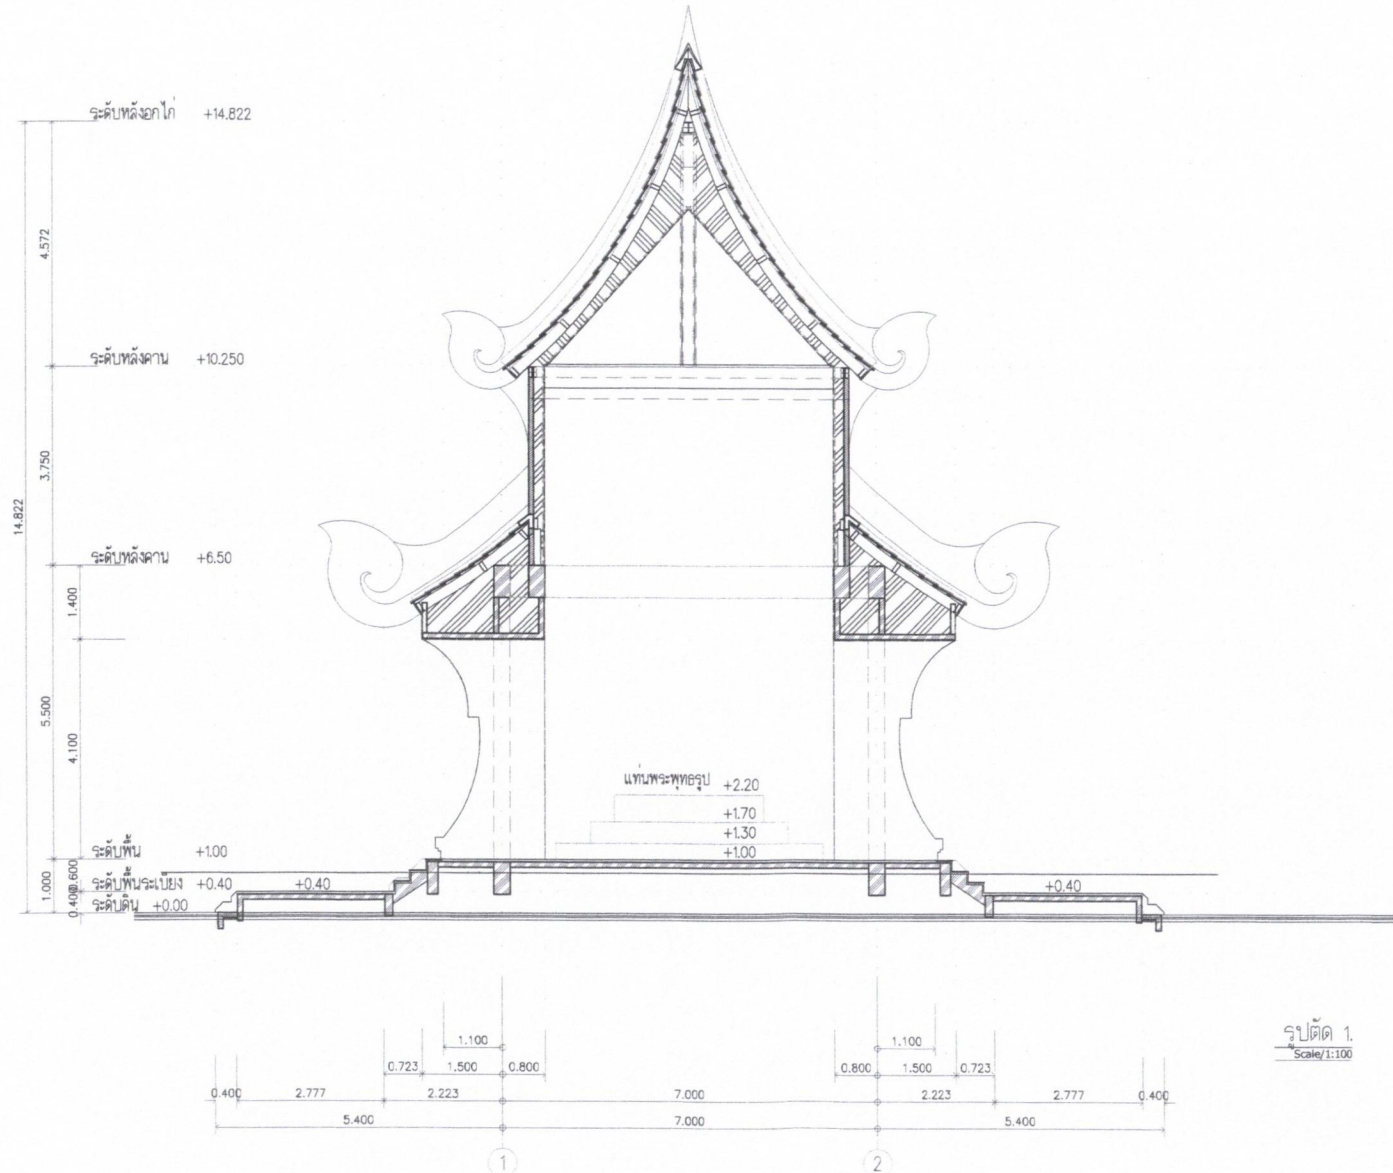 ระดับหลังอกไก่ +14.822
4.572
ระดับหลังคาน +10.250
3.750
14.822
ระดับหลังคาน +6.50
1.400
5.500
4.100
แท่นพระพุทธรูป +2.20
+1.70
+1.30
+1.00
ระดับพื้น +1.00
0.600
1.000
ระดับพื้นระเบียง +0.40 +0.40 +0.40
0.400
ระดับดิน +0.00
1.100 1.100
0.723 1.500 0.800 0.800 1.500 0.723
0.400 2.777 2.223 7.000 2.223 2.777 0.400
5.400 7.000 5.400
1 2
รูปตัด 1.
Scale/1:100